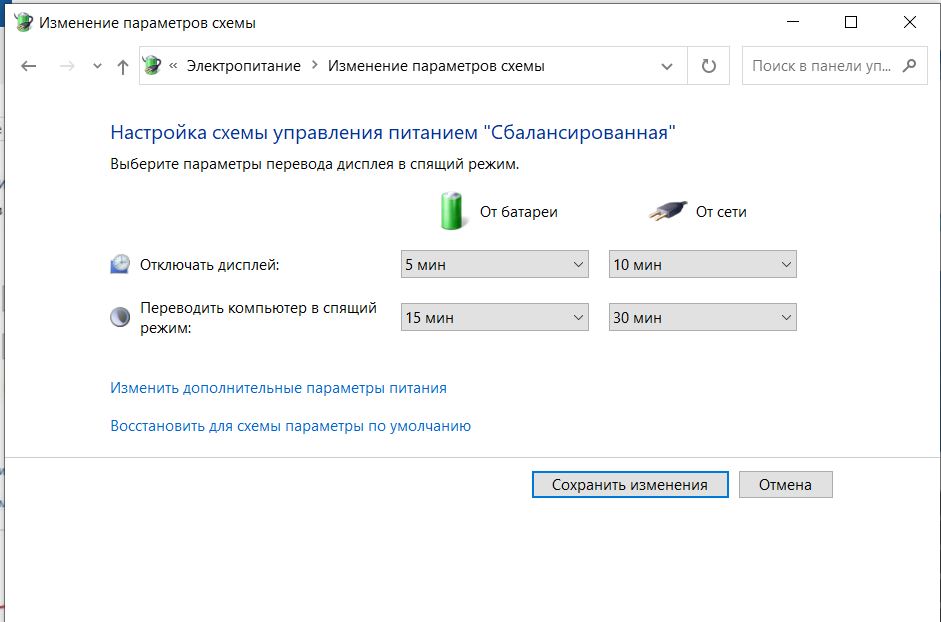 Изменение параметров схемы
« Электропитание > Изменение параметров схемы
Поиск в панели уп...
Настройка схемы управления питанием "Сбалансированная"
Выберите параметры перевода дисплея в спящий режим.
От батареи
От сети
Отключать дисплей:
5 мин
10 мин
Переводить компьютер в спящий
режим:
15 мин
30 мин
Изменить дополнительные параметры питания
Восстановить для схемы параметры по умолчанию
Сохранить изменения
Отмена